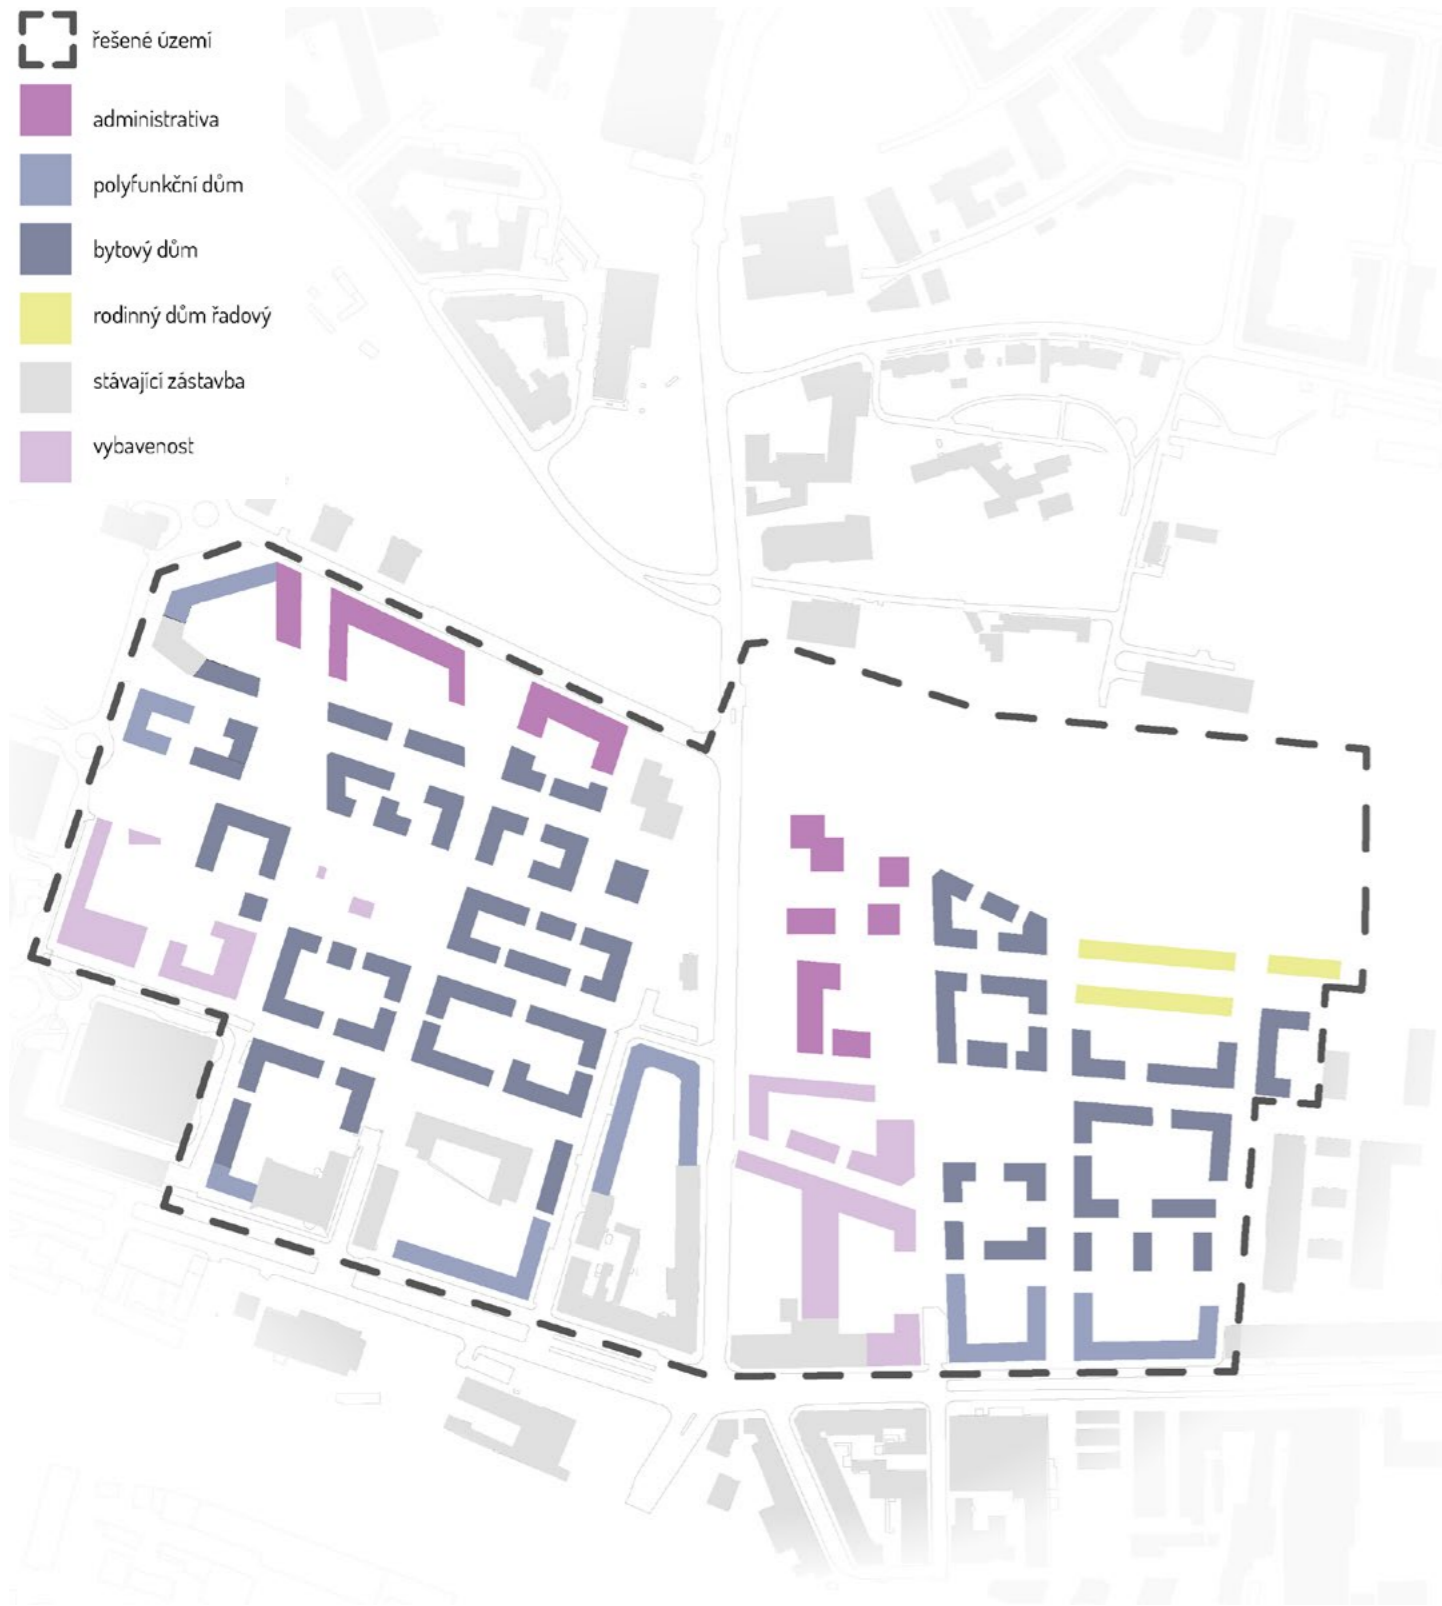 řešené území
administrativa
polyfunkční dům
bytový dům
rodinný dům řadový
stávající zástavba
vybavenost